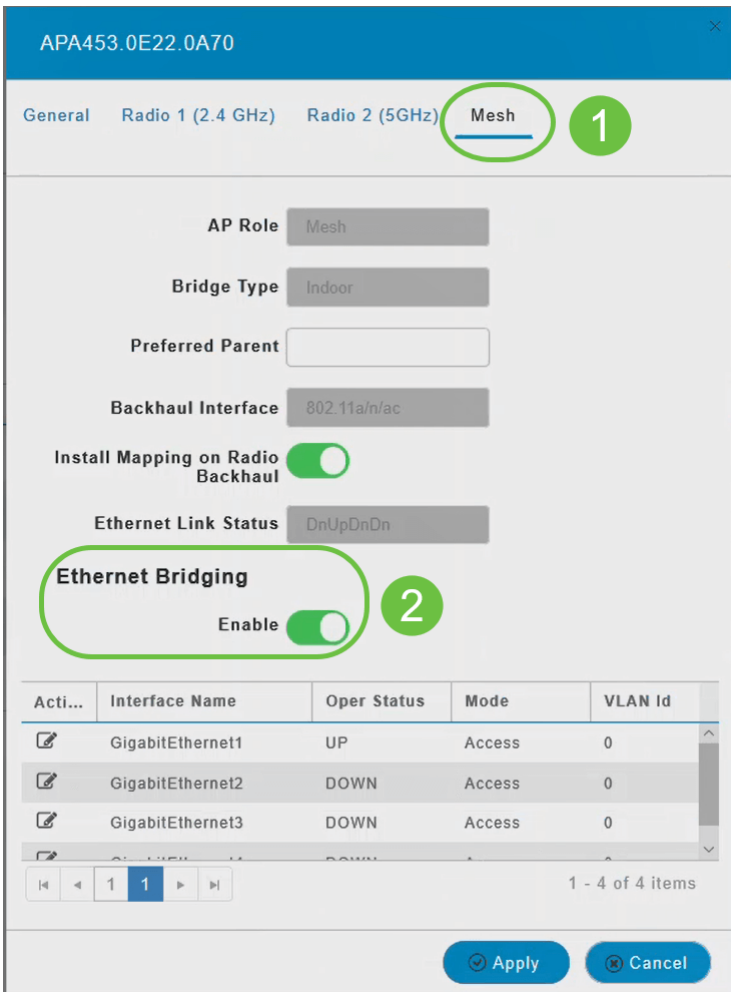 APA453.0E22.0A70
General Radio 1 (2.4 GHz) Radio 2 (5GHz) Mesh 1
AP Role Mesh
Bridge Type Indoor
Preferred Parent
Backhaul Interface 802.11a/n/ac
Install Mapping on Radio
Backhaul
Ethernet Link Status DnUpDnDn
Ethernet Bridging
2
Enable
Acti... Interface Name Oper Status Mode VLAN Id
GigabitEthernet1 UP Access 0
GigabitEthernet2 DOWN Access 0
GigabitEthernet3 DOWN Access 0
1 1 1 - 4 of 4 items
Apply Cancel